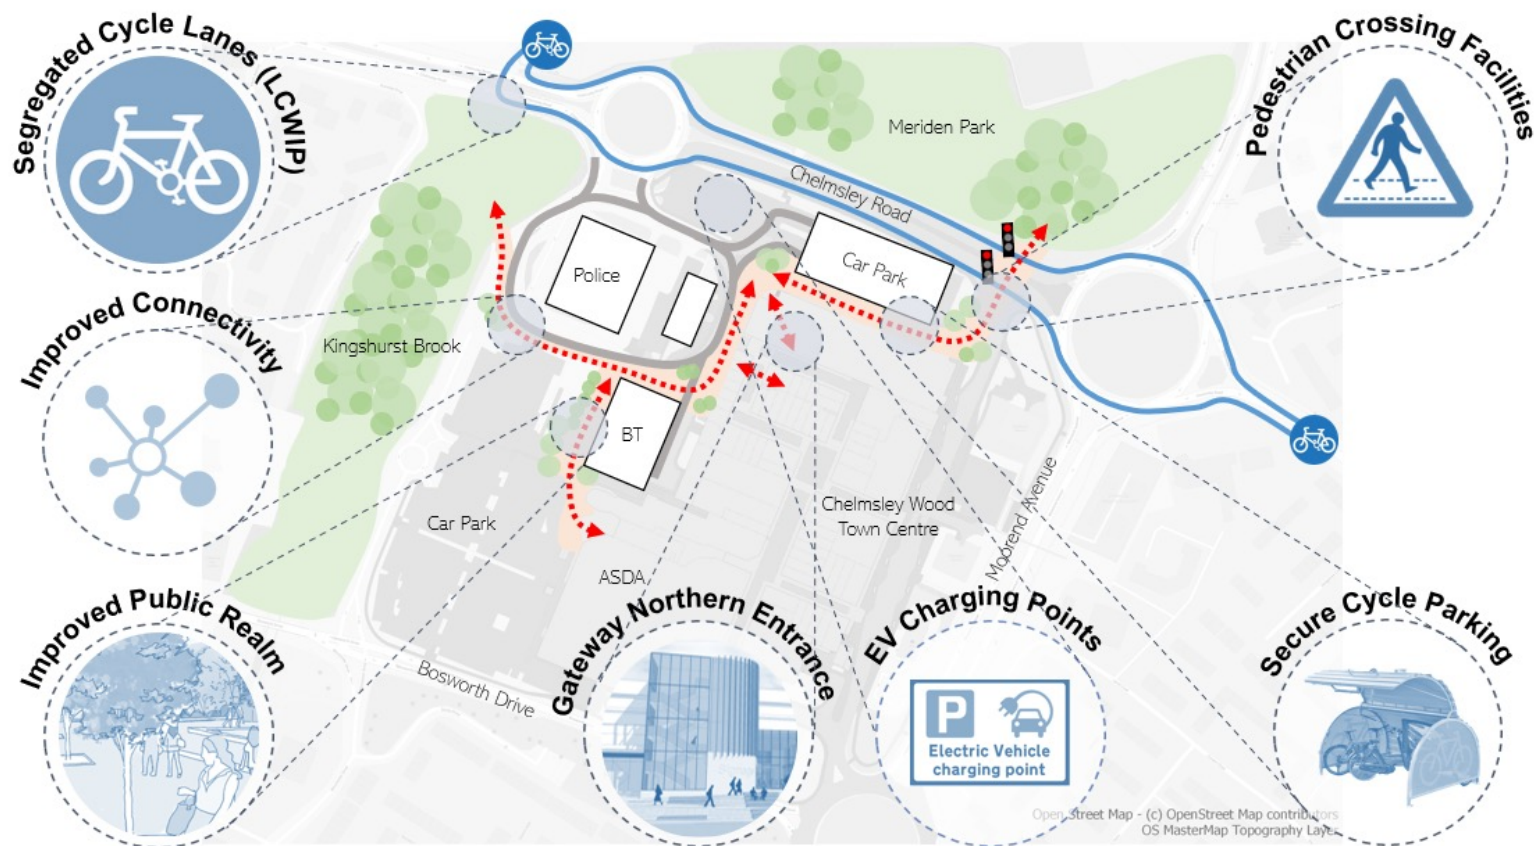 Segregated Cycle Lanes (LCWIP)
Pedestrian Crossing Facilities
Meriden Park
Chelmsley Road
Police
Car Park
Improved Connectivity
Kingshurst Brook
BT
Car Park
Chelmsley Wood
Town Centre
Moorend Avenue
ASDA
Improved Public Realm
Bosworth Drive
Gateway Northern Entrance
EV Charging Points
P
Electric Vehicle
charging point
Secure Cycle Parking
Open Street Map - (c) OpenStreet Map contributors
OS MasterMap Topography Layer